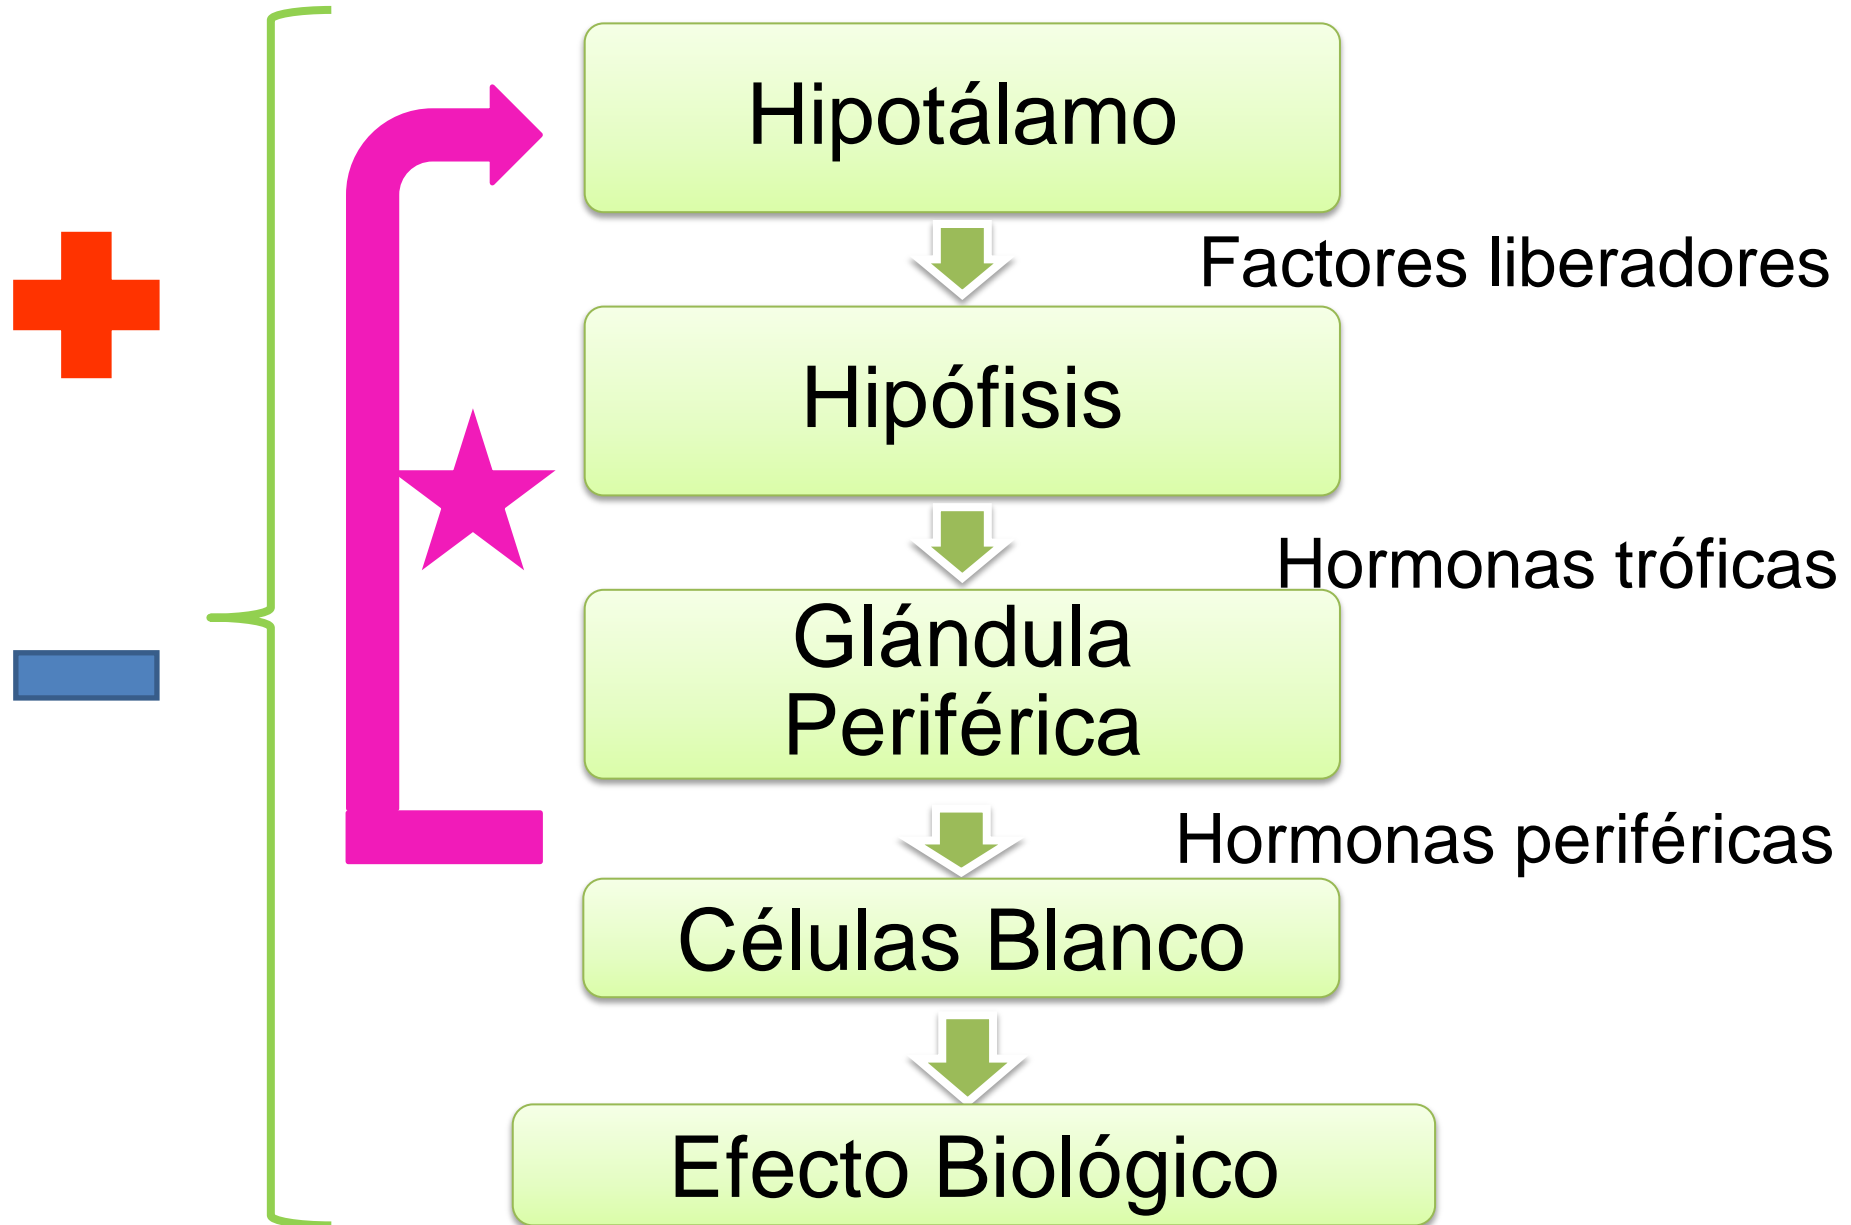 Hipotálamo
Factores liberadores
Hipófisis
Hormonas tróficas
Glándula
Periférica
Hormonas periféricas
Células Blanco
Efecto Biológico